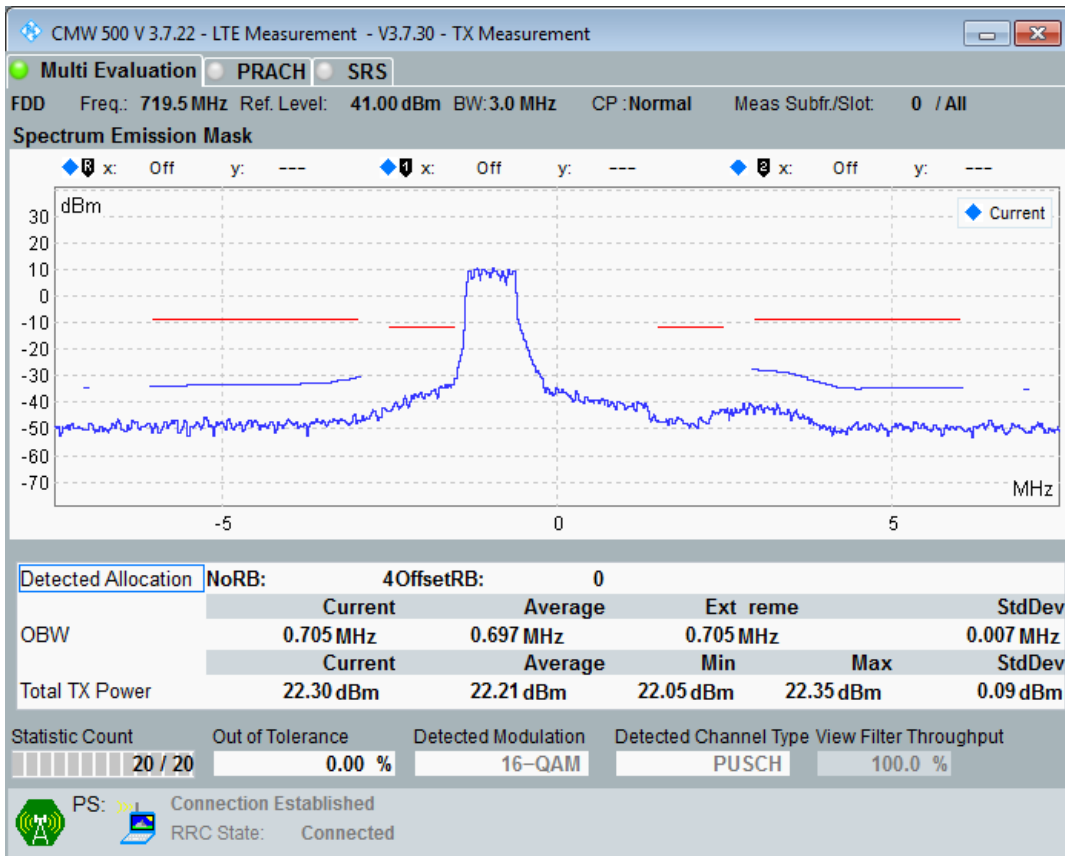 CMW 500 V 3.7.22 - LTE Measurement - V3.7.30 - TX Measurement
Multi Evaluation PRACH SRS
FDD Freq.: 719.5 MHz Ref. Level: 41.00 dBm BW: 3.0 MHz CP : Normal Meas Subfr./Slot: 0 / All
Spectrum Emission Mask
R x: Off y: --- 1 x: Off y: --- 2 x: Off y: ---
dBm
Current
30
20
10
0
-10
-20
-30
-40
-50
-60
-70
MHz
-5 0 5
Detected Allocation NoRB: 4 OffsetRB: 0
Current Average Ext reme StdDev
OBW 0.705 MHz 0.697 MHz 0.705 MHz 0.007 MHz
Current Average Min Max StdDev
Total TX Power 22.30 dBm 22.21 dBm 22.05 dBm 22.35 dBm 0.09 dBm
Statistic Count Out of Tolerance Detected Modulation Detected Channel Type View Filter Throughput
20 / 20 0.00 % 16-QAM PUSCH 100.0 %
PS: Connection Established
RRC State: Connected